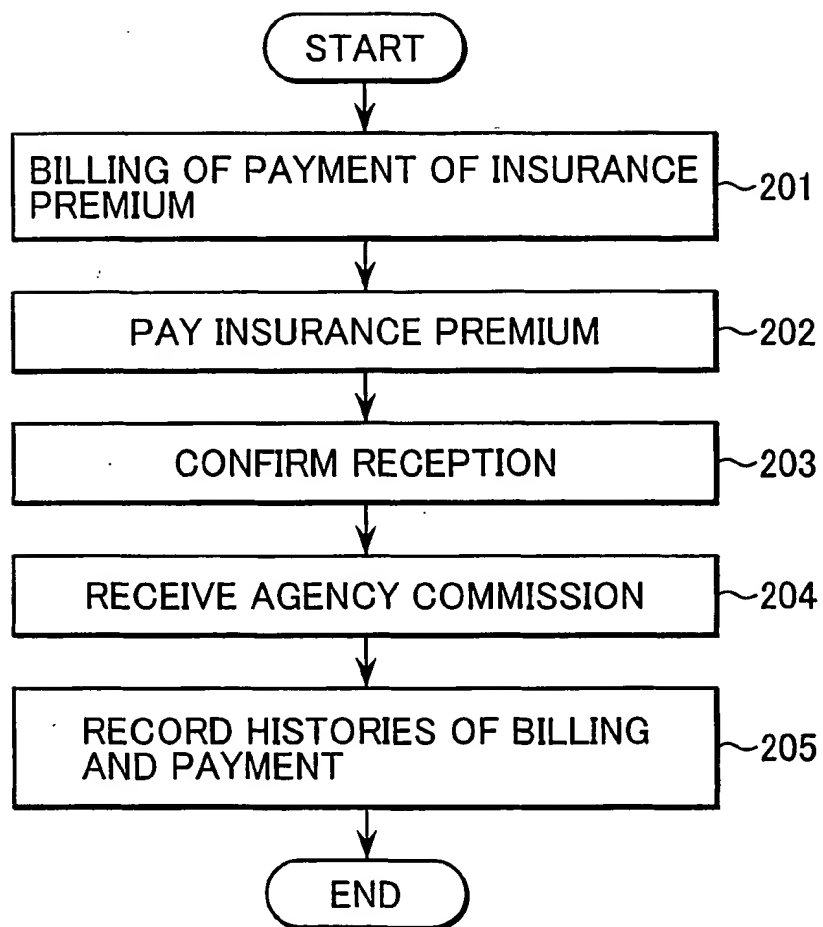 START
BILLING OF PAYMENT OF INSURANCE
PREMIUM
201
PAY INSURANCE PREMIUM
202
CONFIRM RECEPTION
203
RECEIVE AGENCY COMMISSION
204
RECORD HISTORIES OF BILLING
AND PAYMENT
205
END